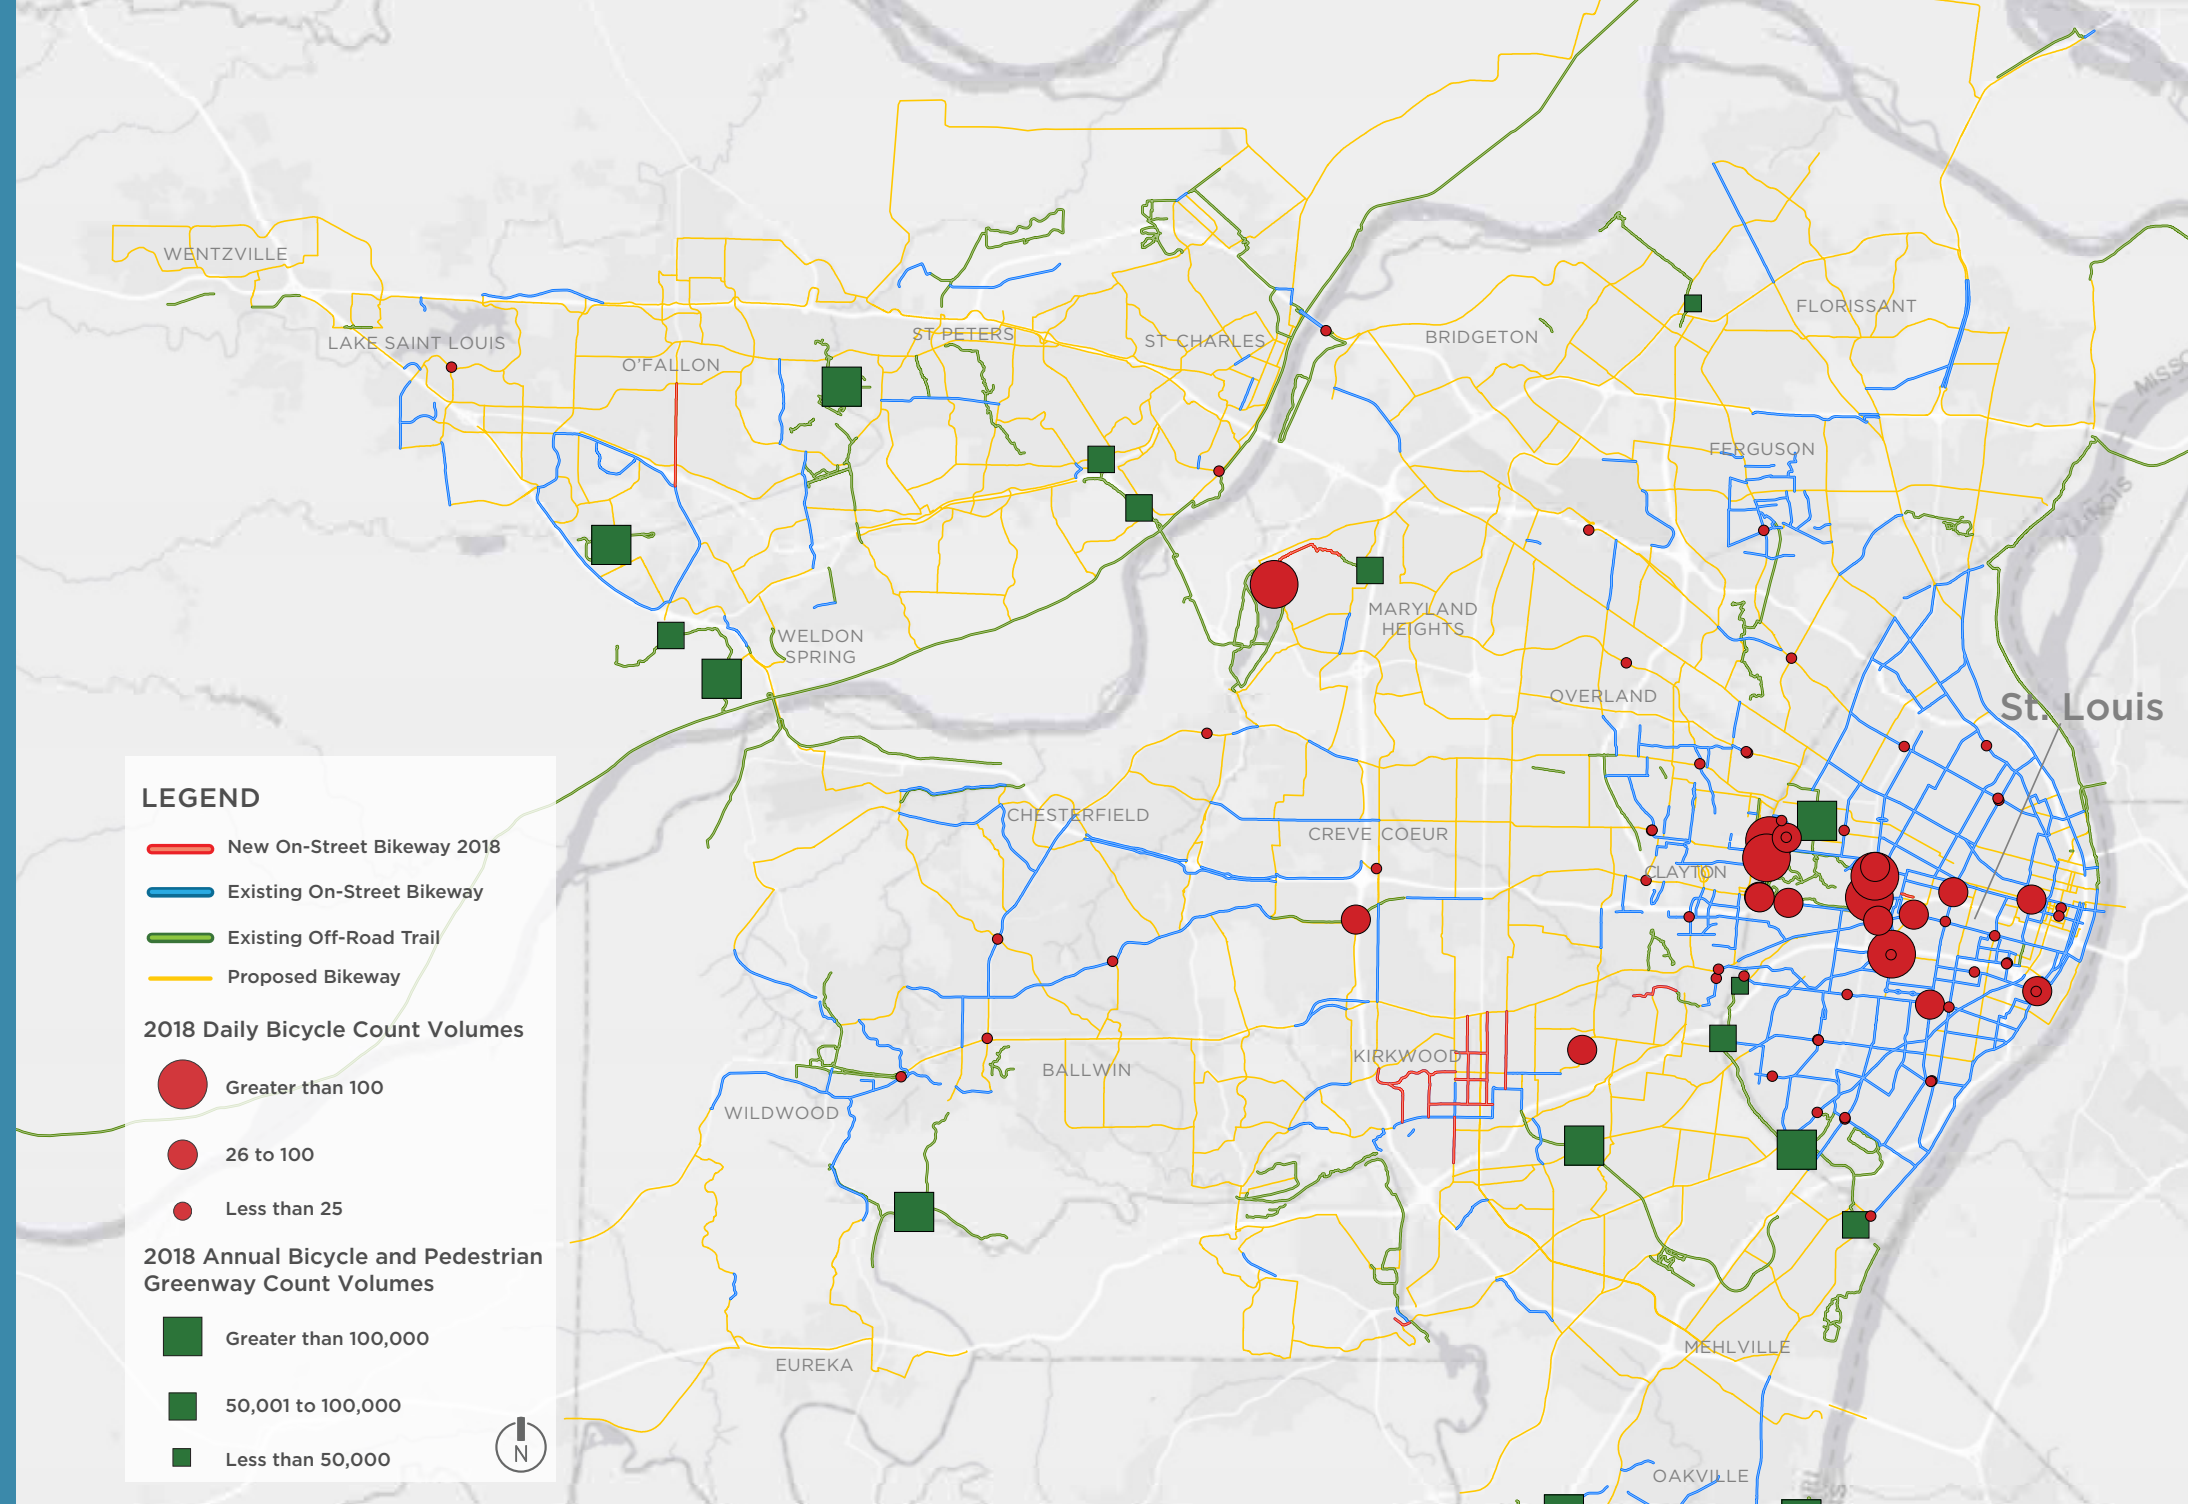 WENTZVILLE
LAKE SAINT LOUIS
O'FALLON
ST PETERS
ST CHARLES
BRIDGETON
FLORISSANT
FERGUSON
MISSO
ILLINOIS
WELDON
SPRING
MARYLAND
HEIGHTS
OVERLAND
St. Louis
CHESTERFIELD
CREVE COEUR
CLAYTON
BALLWIN
KIRKWOOD
WILDWOOD
EUREKA
MEHLVILLE
OAKVILLE
LEGEND
New On-Street Bikeway 2018
Existing On-Street Bikeway
Existing Off-Road Trail
Proposed Bikeway
2018 Daily Bicycle Count Volumes
Greater than 100
26 to 100
Less than 25
2018 Annual Bicycle and Pedestrian
Greenway Count Volumes
Greater than 100,000
50,001 to 100,000
Less than 50,000
N